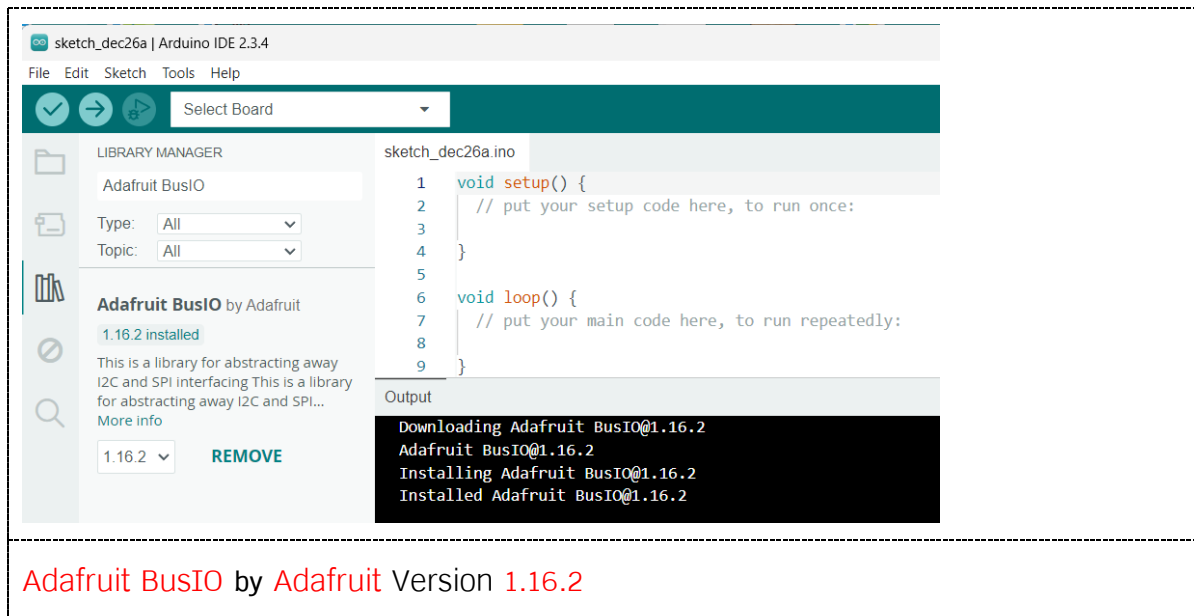 sketch_dec26a | Arduino IDE 2.3.4
File Edit Sketch Tools Help
Select Board
LIBRARY MANAGER
Adafruit BusIO
Type: All
Topic: All
Adafruit BusIO by Adafruit
1.16.2 installed
This is a library for abstracting away
I2C and SPI interfacing This is a library
for abstracting away I2C and SPI...
More info
1.16.2 REMOVE
sketch_dec26a.ino
1 void setup() {
2 // put your setup code here, to run once:
3
4 }
5
6 void loop() {
7 // put your main code here, to run repeatedly:
8
9 }
Output
Downloading Adafruit BusIO@1.16.2
Adafruit BusIO@1.16.2
Installing Adafruit BusIO@1.16.2
Installed Adafruit BusIO@1.16.2
Adafruit BusIO by Adafruit Version 1.16.2